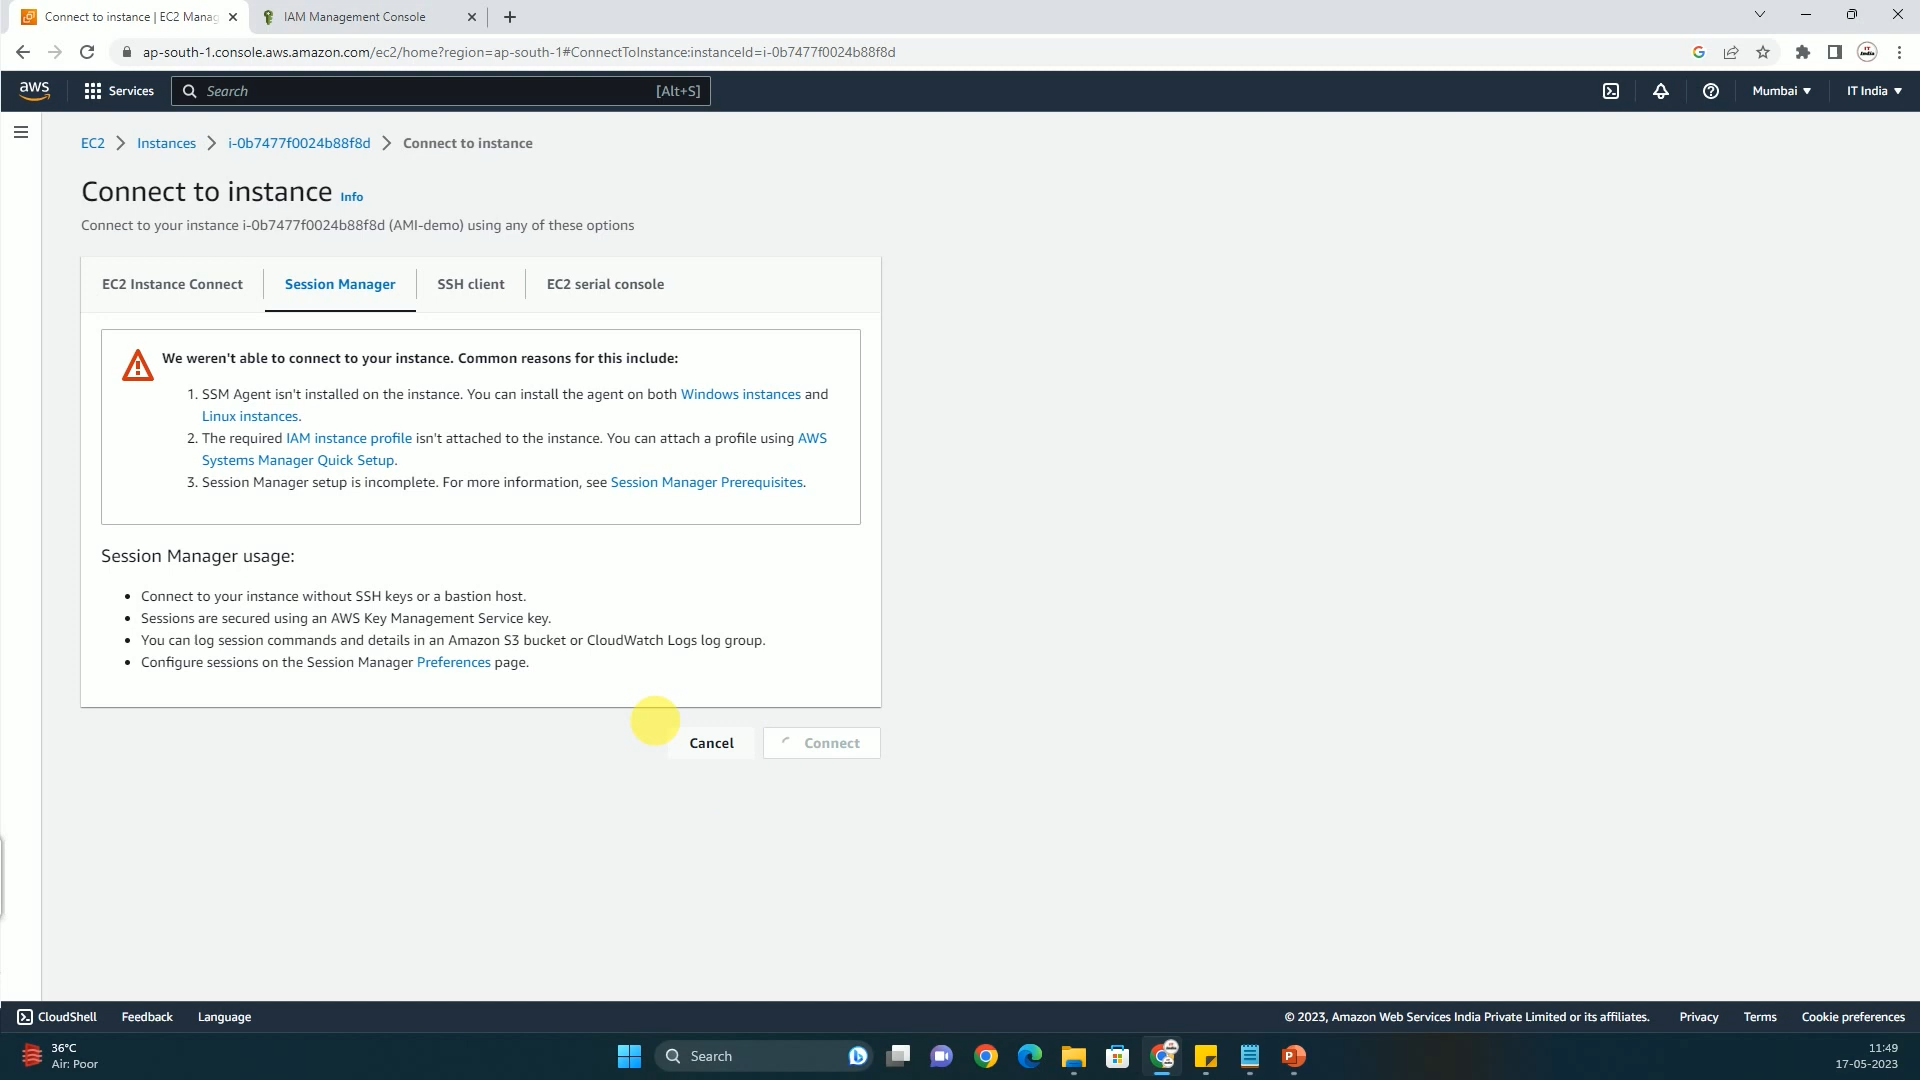 Connect to instance | EC2 Manag
IAM Management Console
ap-south-1.console.aws.amazon.com/ec2/home?region=ap-south-1#ConnectToInstance:instanceId=i-0b7477f0024b88f8d
aws
Services
Search
[Alt+S]
Mumbai
IT India
EC2 > Instances > i-0b7477f0024b88f8d > Connect to instance
Connect to instance Info
Connect to your instance i-0b7477f0024b88f8d (AMI-demo) using any of these options
EC2 Instance Connect
Session Manager
SSH client
EC2 serial console
We weren't able to connect to your instance. Common reasons for this include:
1. SSM Agent isn't installed on the instance. You can install the agent on both Windows instances and
Linux instances.
2. The required IAM instance profile isn't attached to the instance. You can attach a profile using AWS
Systems Manager Quick Setup.
3. Session Manager setup is incomplete. For more information, see Session Manager Prerequisites.
Session Manager usage:
• Connect to your instance without SSH keys or a bastion host.
• Sessions are secured using an AWS Key Management Service key.
• You can log session commands and details in an Amazon S3 bucket or CloudWatch Logs log group.
• Configure sessions on the Session Manager Preferences page.
Cancel
Connect
CloudShell
Feedback
Language
© 2023, Amazon Web Services India Private Limited or its affiliates.
Privacy
Terms
Cookie preferences
36°C
Air: Poor
Search
11:49
17-05-2023